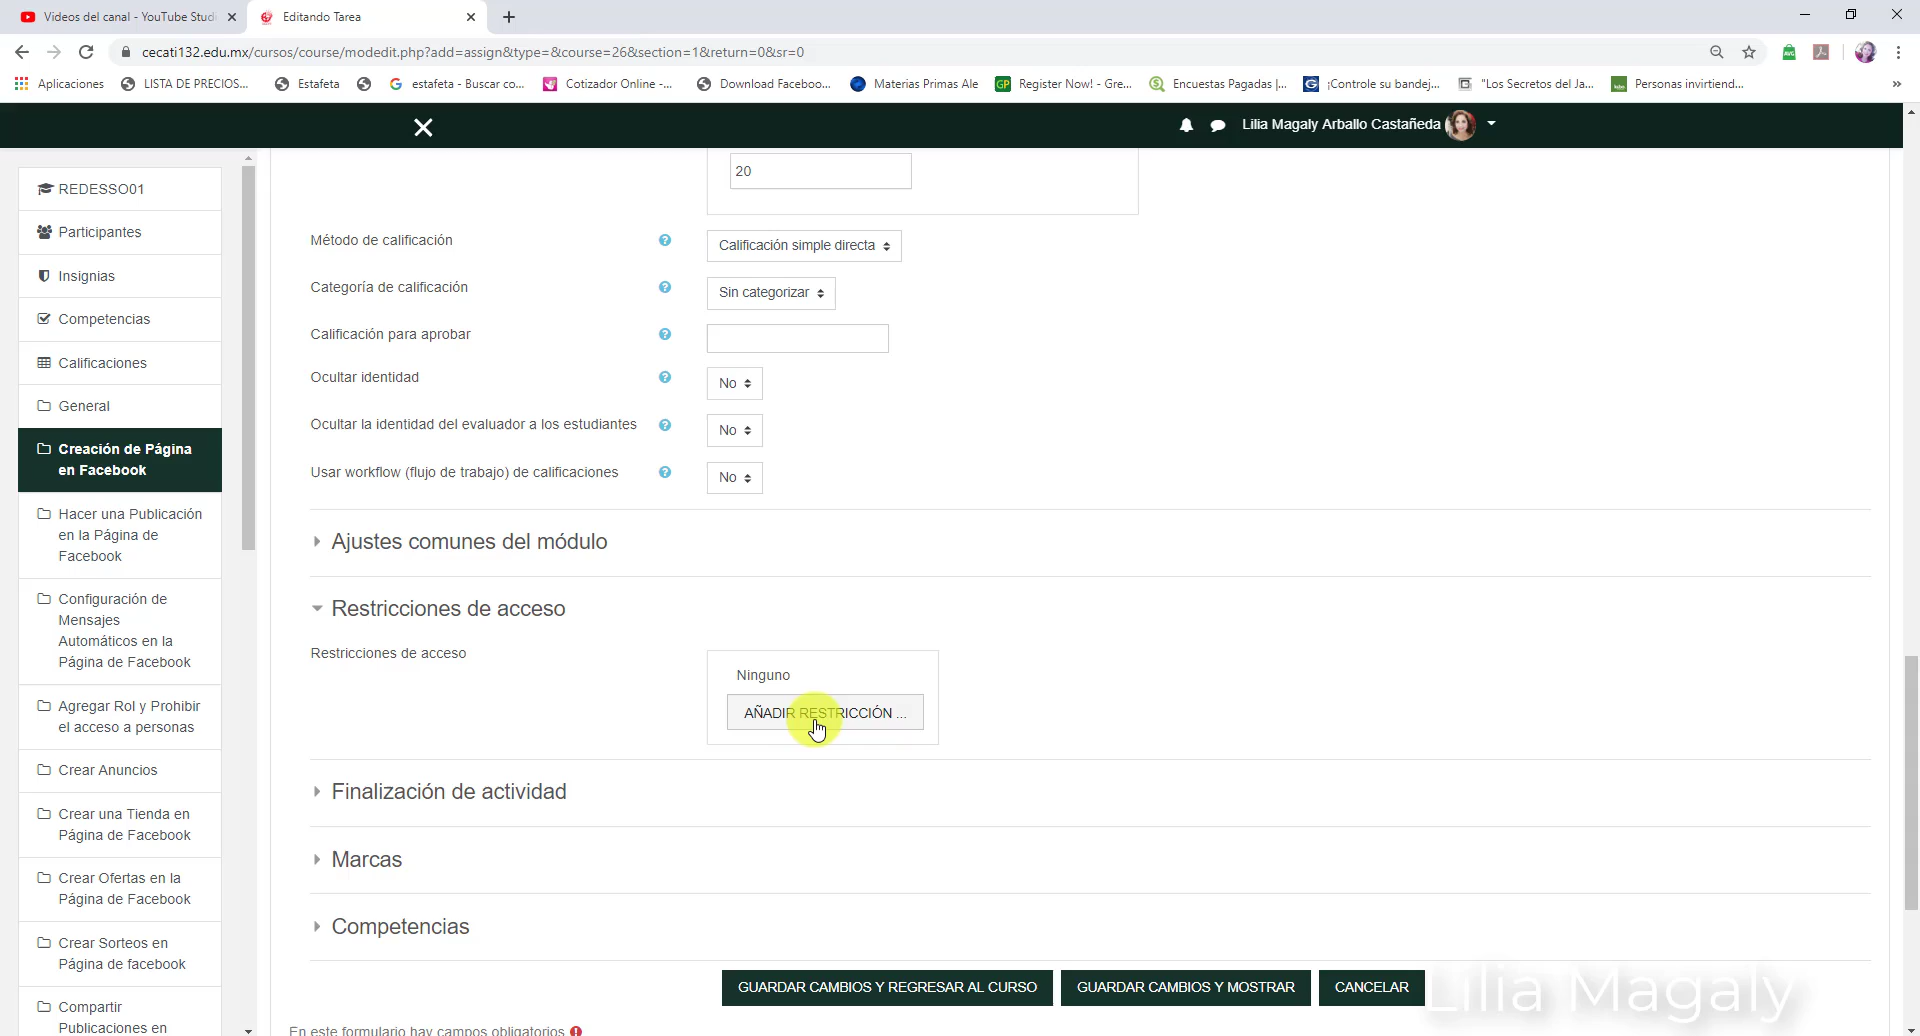 Videos del canal - YouTube Studi
Editando Tarea
cecati132.edu.mx/cursos/course/modedit.php?add=assign&type=&course=26&section=1&return=0&sr=0
Aplicaciones
LISTA DE PRECIOS...
Estafeta
estafeta - Buscar co...
Cotizador Online -...
Download Faceboo...
Materias Primas Ale
Register Now! - Gre...
Encuestas Pagadas |...
¡Controle su bandej...
"Los Secretos del Ja...
Personas invirtiend...
Lilia Magaly Arballo Castañeda
REDESSO01
Participantes
Insignias
Competencias
Calificaciones
General
Creación de Página
en Facebook
Hacer una Publicación
en la Página de
Facebook
Configuración de
Mensajes
Automáticos en la
Página de Facebook
Agregar Rol y Prohibir
el acceso a personas
Crear Anuncios
Crear una Tienda en
Página de Facebook
Crear Ofertas en la
Página de Facebook
Crear Sorteos en
Página de facebook
Compartir
Publicaciones en
20
Método de calificación
Calificación simple directa
Categoría de calificación
Sin categorizar
Calificación para aprobar
Ocultar identidad
No
Ocultar la identidad del evaluador a los estudiantes
No
Usar workflow (flujo de trabajo) de calificaciones
No
Ajustes comunes del módulo
Restricciones de acceso
Restricciones de acceso
Ninguno
AÑADIR RESTRICCIÓN ...
Finalización de actividad
Marcas
Competencias
GUARDAR CAMBIOS Y REGRESAR AL CURSO
GUARDAR CAMBIOS Y MOSTRAR
CANCELAR
Lilia Magaly
En este formulario hay campos obligatorios